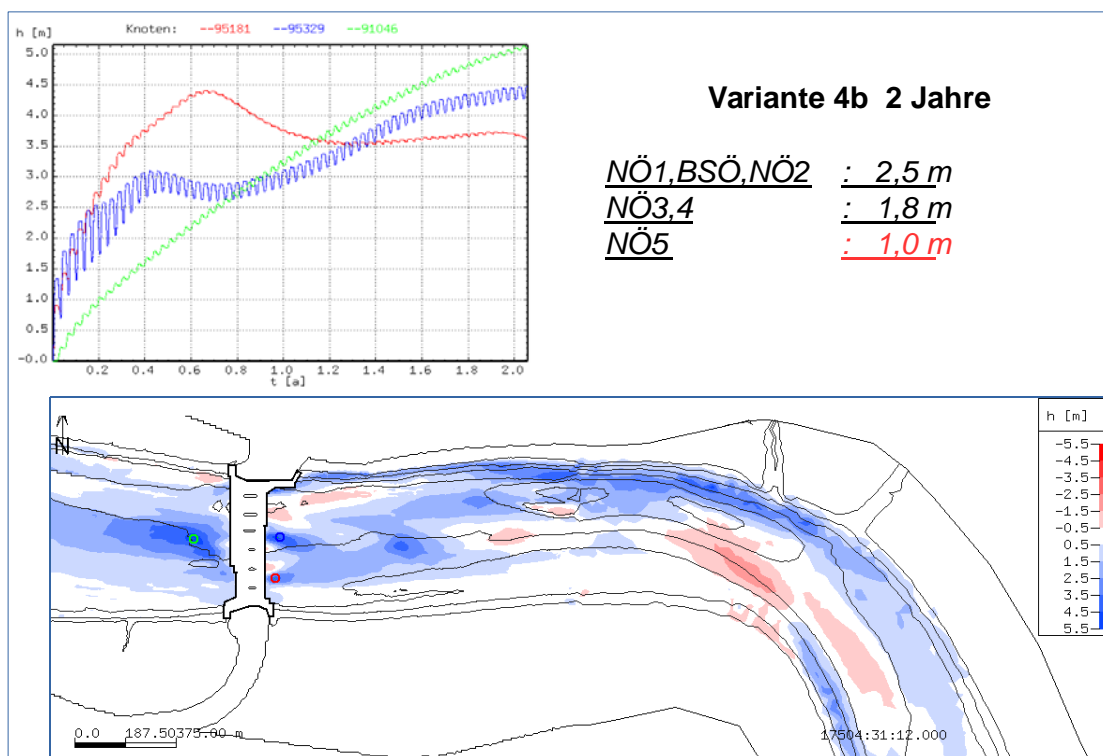 h [m] Knoten: --95181 --95329 --91046
5.0
4.5
4.0
3.5
3.0
2.5
2.0
1.5
1.0
0.5
-0.0
0.2 0.4 0.6 0.8 1.0 1.2 1.4 1.6 1.8 2.0
t [a]
Variante 4b 2 Jahre
NÖ1,BSÖ,NÖ2 : 2,5 m
NÖ3,4 : 1,8 m
NÖ5 : 1,0 m
N
h [m]
-5.5
-4.5
-3.5
-2.5
-1.5
-0.5
0.5
1.5
2.5
3.5
4.5
5.5
0.0 187.50375.00 m
17504:31:12.000